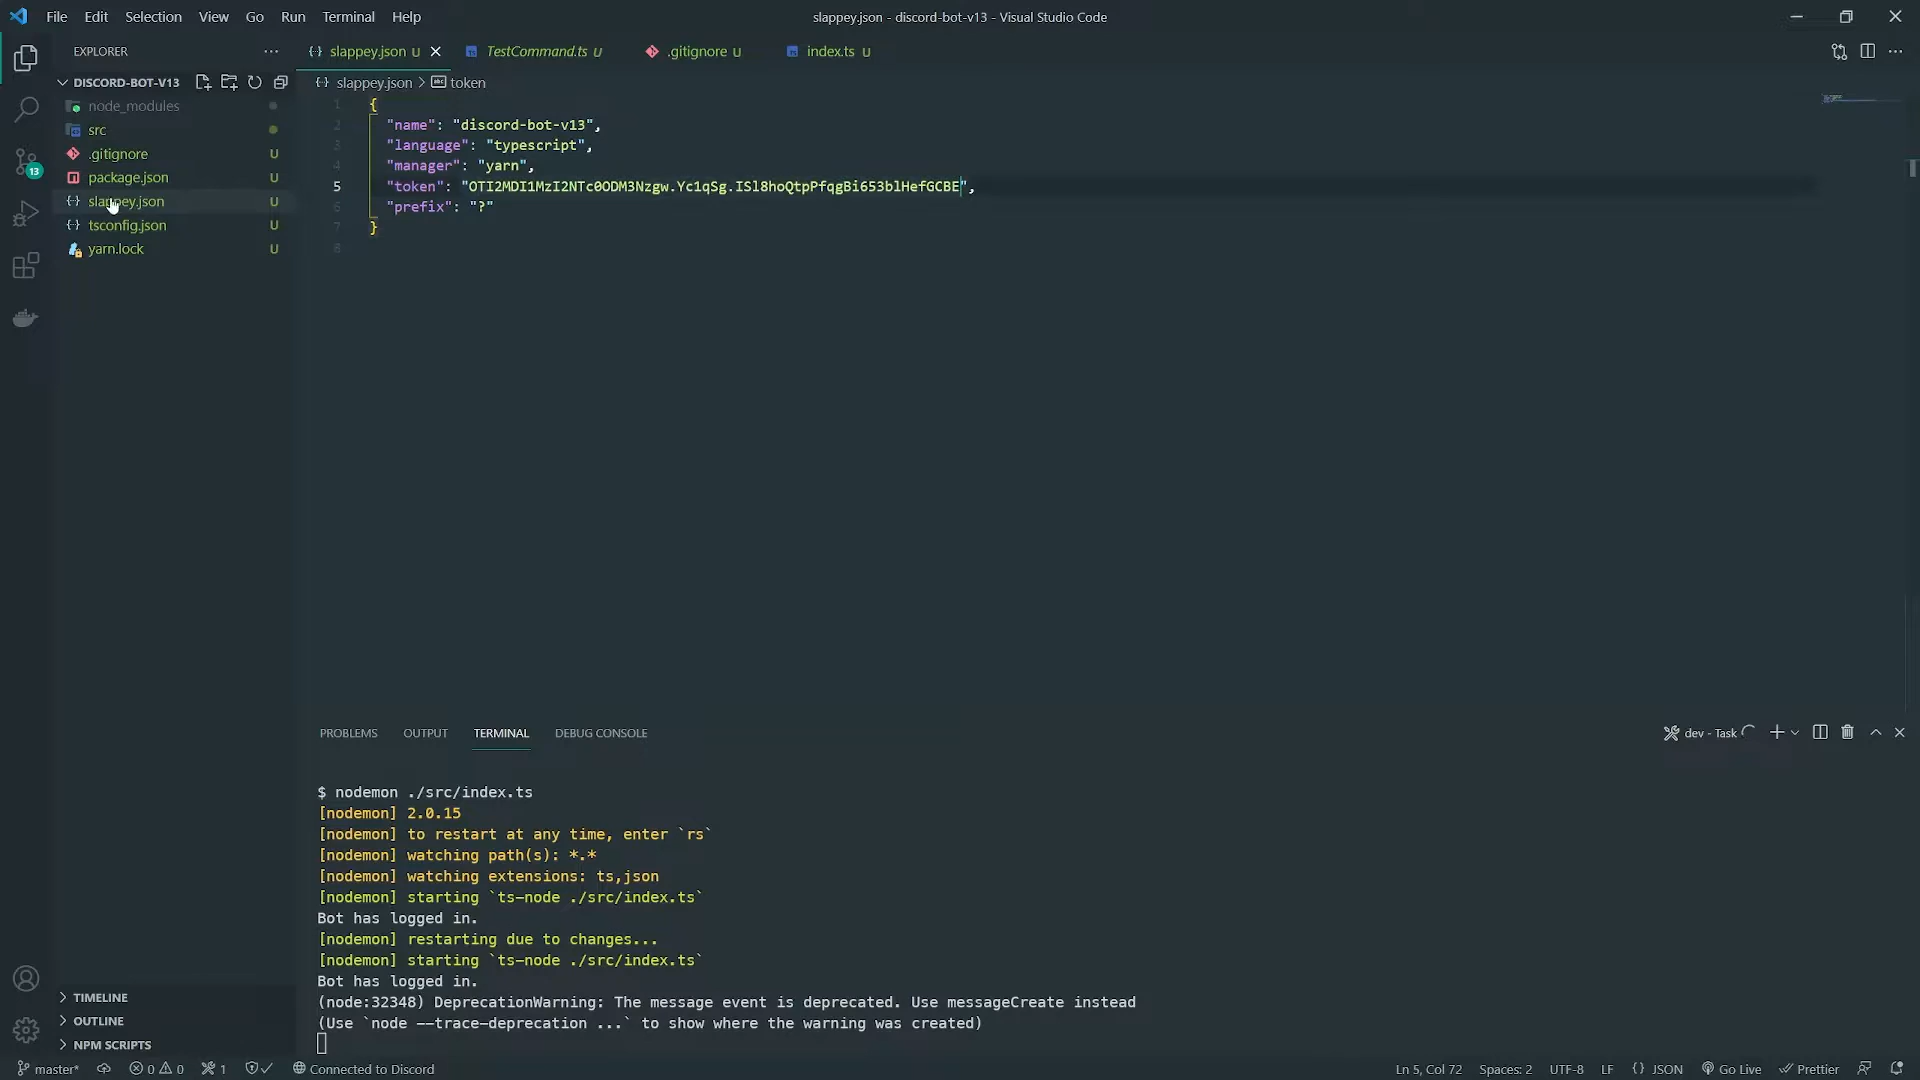 File Edit Selection View Go Run Terminal Help
slappey.json - discord-bot-v13 - Visual Studio Code
EXPLORER
slappey.json U
TestCommand.ts U
.gitignore U
index.ts U
DISCORD-BOT-V13
slappey.json > token
node_modules
src
.gitignore U
package.json U
slappey.json U
tsconfig.json U
yarn.lock U
13
1 {
2 "name": "discord-bot-v13",
3 "language": "typescript",
4 "manager": "yarn",
5 "token": "OTI2MDI1MzI2NTc0ODM3Nzgw.Yc1qSg.ISl8hoQtpPfqgBi653blHefGCBE",
6 "prefix": "?"
7 }
8
PROBLEMS OUTPUT TERMINAL DEBUG CONSOLE
dev - Task
$ nodemon ./src/index.ts
[nodemon] 2.0.15
[nodemon] to restart at any time, enter `rs`
[nodemon] watching path(s): *.*
[nodemon] watching extensions: ts,json
[nodemon] starting `ts-node ./src/index.ts`
Bot has logged in.
[nodemon] restarting due to changes...
[nodemon] starting `ts-node ./src/index.ts`
Bot has logged in.
(node:32348) DeprecationWarning: The message event is deprecated. Use messageCreate instead
(Use `node --trace-deprecation ...` to show where the warning was created)
TIMELINE
OUTLINE
NPM SCRIPTS
master* 0 0 1 Connected to Discord
Ln 5, Col 72 Spaces: 2 UTF-8 LF {} JSON Go Live Prettier